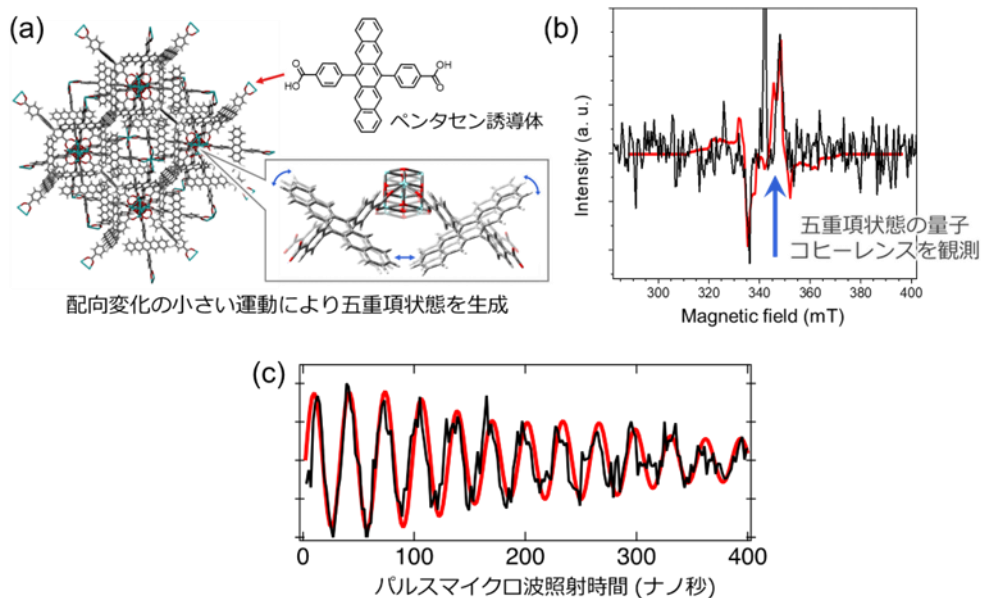 (a)
O
OH
HO
O
ペンタセン誘導体
配向変化の小さい運動により五重項状態を生成
(b)
Intensity (a. u.)
五重項状態の量子
コヒーレンスを観測
300 320 340 360 380 400
Magnetic field (mT)
(c)
0 100 200 300 400
パルスマイクロ波照射時間 (ナノ秒)